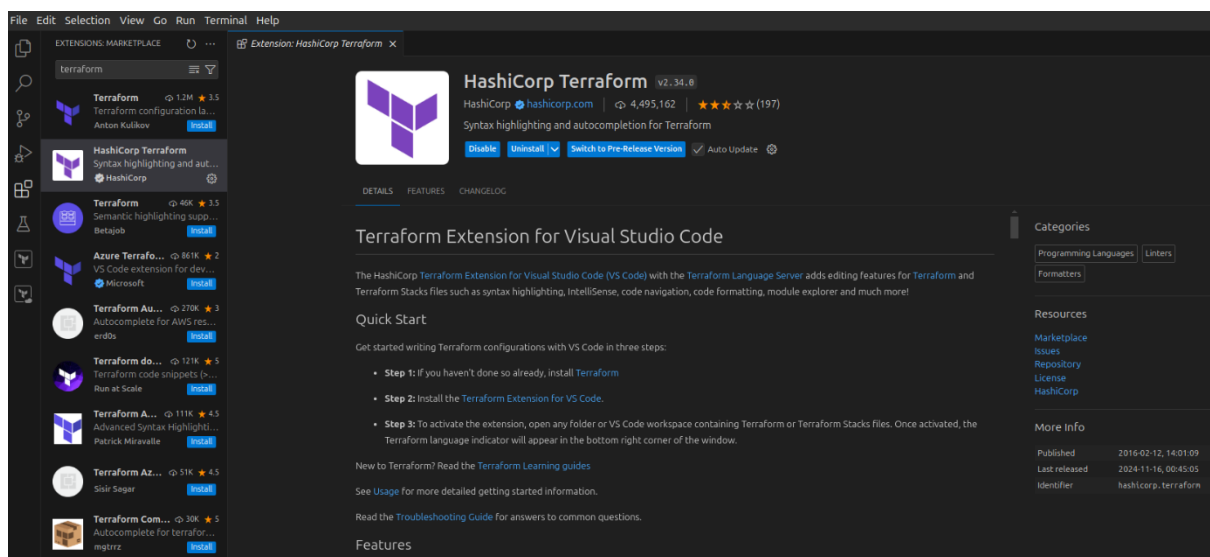 File Edit Selection View Go Run Terminal Help
EXTENSIONS: MARKETPLACE
terraform
Terraform 1.2M ★ 3.5
Terraform configuration la...
Anton Kulikov Install
HashiCorp Terraform
Syntax highlighting and aut...
HashiCorp
Terraform 46K ★ 3.5
Semantic highlighting supp...
Betajob Install
Azure Terrafo... 861K ★ 2
VS Code extension for dev...
Microsoft Install
Terraform Au... 270K ★ 3
Autocomplete for AWS res...
erd0s Install
Terraform do... 121K ★ 5
Terraform code snippets (>...
Run at Scale Install
Terraform A... 111K ★ 4.5
Advanced Syntax Highlighti...
Patrick Miravalle Install
Terraform Az... 51K ★ 4.5
Sisir Sagar Install
Terraform Com... 30K ★ 5
Autocomplete for terrafor...
mgtrrz Install
Extension: HashiCorp Terraform ×
HashiCorp Terraform v2.34.0
HashiCorp hashicorp.com | 4,495,162 | ★★★☆☆ (197)
Syntax highlighting and autocompletion for Terraform
Disable Uninstall Switch to Pre-Release Version Auto Update
DETAILS FEATURES CHANGELOG
Terraform Extension for Visual Studio Code
The HashiCorp Terraform Extension for Visual Studio Code (VS Code) with the Terraform Language Server adds editing features for Terraform and
Terraform Stacks files such as syntax highlighting, IntelliSense, code navigation, code formatting, module explorer and much more!
Quick Start
Get started writing Terraform configurations with VS Code in three steps:
• Step 1: If you haven't done so already, install Terraform
• Step 2: Install the Terraform Extension for VS Code.
• Step 3: To activate the extension, open any folder or VS Code workspace containing Terraform or Terraform Stacks files. Once activated, the
Terraform language indicator will appear in the bottom right corner of the window.
New to Terraform? Read the Terraform Learning guides
See Usage for more detailed getting started information.
Read the Troubleshooting Guide for answers to common questions.
Features
Categories
Programming Languages Linters
Formatters
Resources
Marketplace
Issues
Repository
License
HashiCorp
More Info
Published 2016-02-12, 14:01:09
Last released 2024-11-16, 00:45:05
Identifier hashicorp.terraform